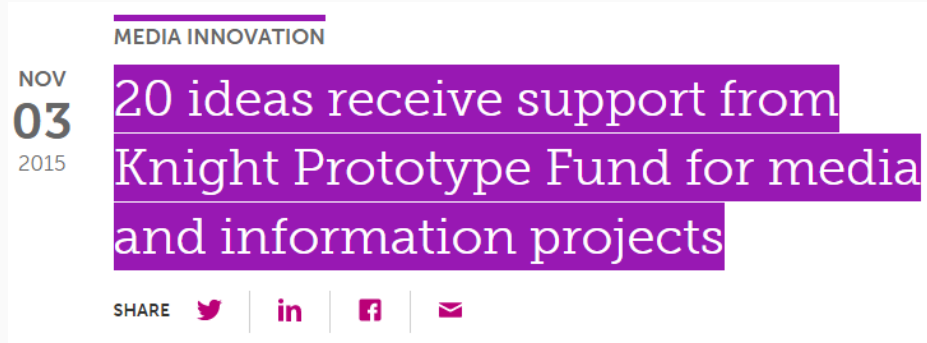 MEDIA INNOVATION
NOV
03
2015
20 ideas receive support from
Knight Prototype Fund for media
and information projects
SHARE
in
f